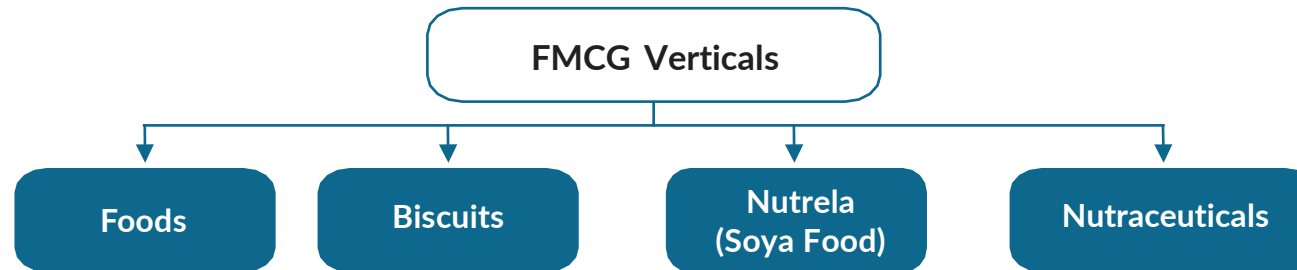 FMCG Verticals
Foods
Biscuits
Nutrela
(Soya Food)
Nutraceuticals